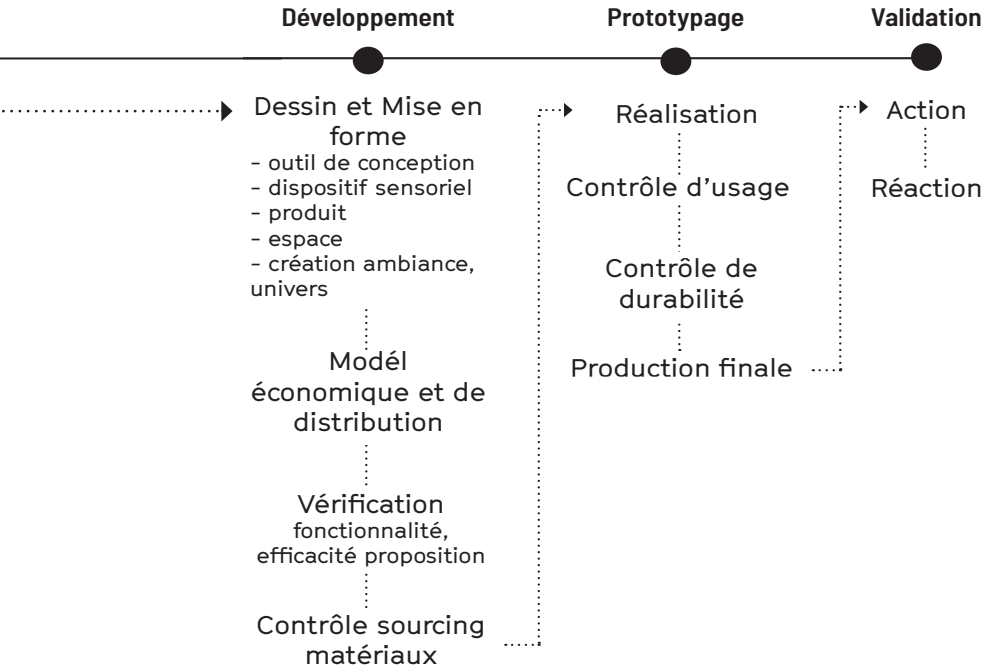 Développement
Dessin et Mise en
forme
- outil de conception
- dispositif sensoriel
- produit
- espace
- création ambiance,
univers
Modél
économique et de
distribution
Vérification
fonctionnalité,
efficacité proposition
Contrôle sourcing
matériaux
Prototypage
Réalisation
Contrôle d'usage
Contrôle de
durabilité
Production finale
Validation
Action
Réaction